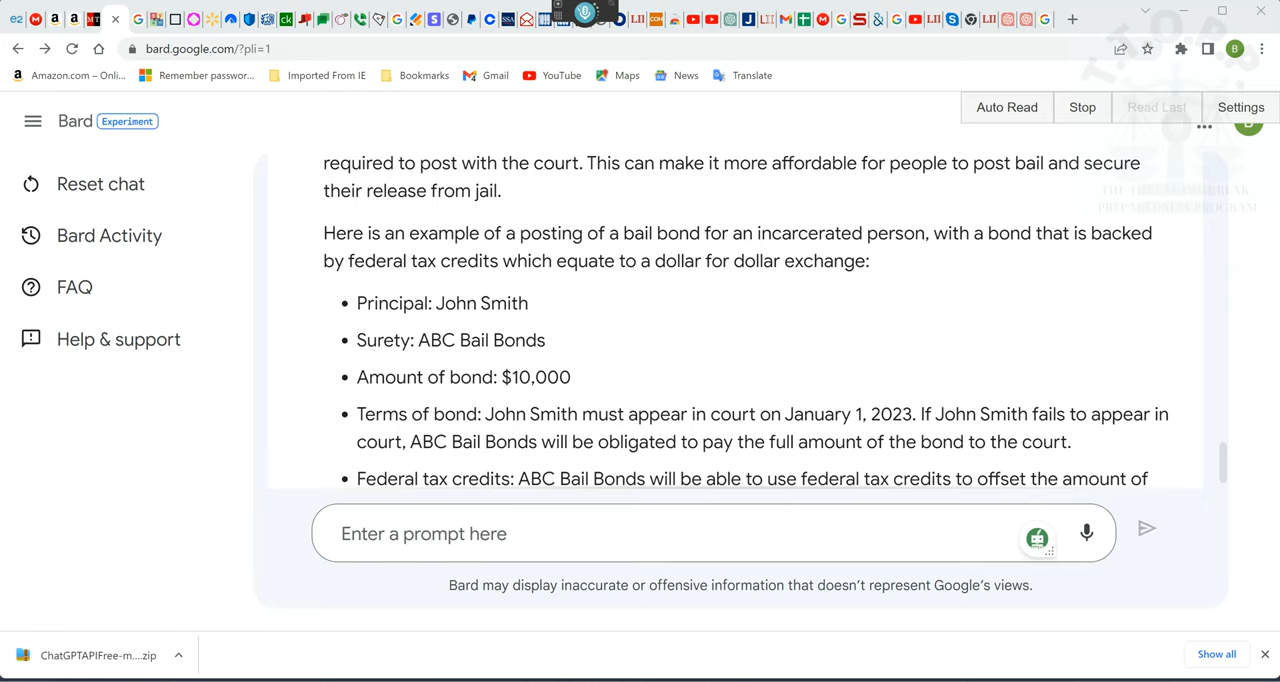 bard.google.com/?pli=1
Amazon.com – Onli...
Remember passwor...
Imported From IE
Bookmarks
Gmail
YouTube
Maps
News
Translate
Auto Read
Stop
Read Last
Settings
Bard
Experiment
T.T.O.P.P.
THE THREAT OUTBREAK
PREPAREDNESS PROGRAM
Reset chat
Bard Activity
FAQ
Help & support
required to post with the court. This can make it more affordable for people to post bail and secure
their release from jail.
Here is an example of a posting of a bail bond for an incarcerated person, with a bond that is backed
by federal tax credits which equate to a dollar for dollar exchange:
• Principal: John Smith
• Surety: ABC Bail Bonds
• Amount of bond: $10,000
• Terms of bond: John Smith must appear in court on January 1, 2023. If John Smith fails to appear in
court, ABC Bail Bonds will be obligated to pay the full amount of the bond to the court.
• Federal tax credits: ABC Bail Bonds will be able to use federal tax credits to offset the amount of
Enter a prompt here
Bard may display inaccurate or offensive information that doesn't represent Google's views.
ChatGPTAPIFree-m....zip
Show all